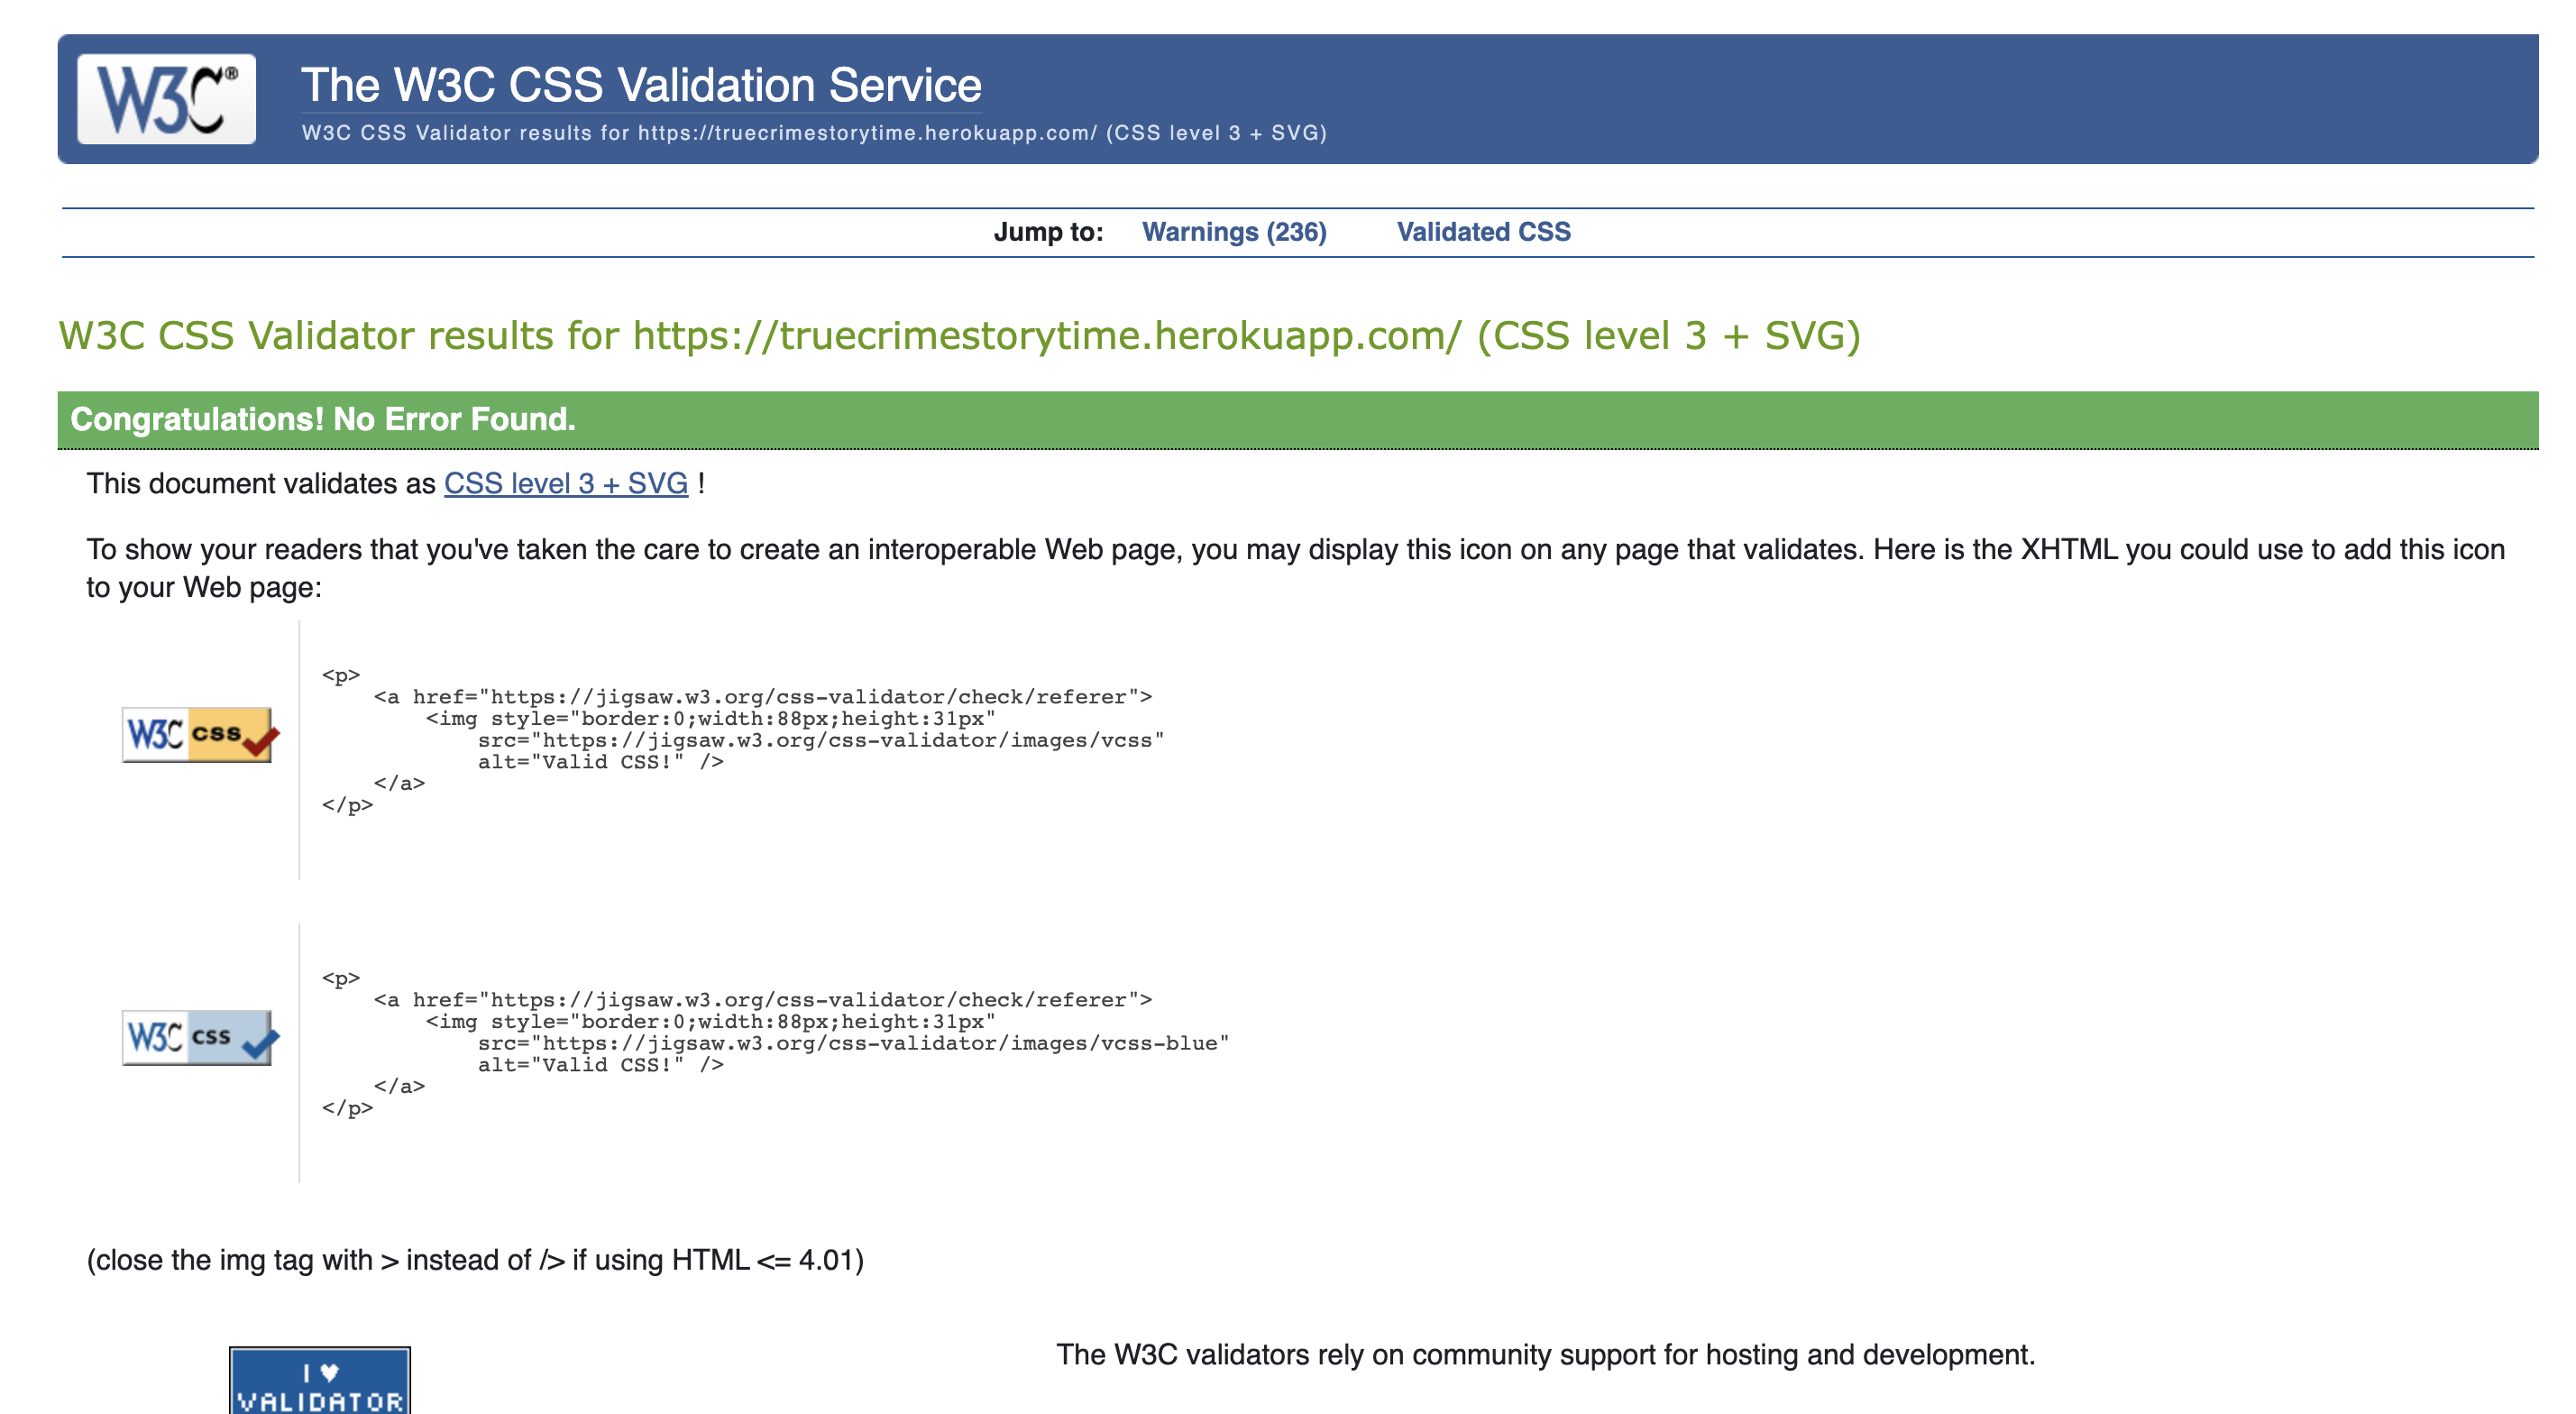 W3C®
The W3C CSS Validation Service
W3C CSS Validator results for https://truecrimestorytime.herokuapp.com/ (CSS level 3 + SVG)
Jump to: Warnings (236) Validated CSS
W3C CSS Validator results for https://truecrimestorytime.herokuapp.com/ (CSS level 3 + SVG)
Congratulations! No Error Found.
This document validates as CSS level 3 + SVG !
To show your readers that you've taken the care to create an interoperable Web page, you may display this icon on any page that validates. Here is the XHTML you could use to add this icon
to your Web page:
W3C css
<p>
<a href="https://jigsaw.w3.org/css-validator/check/referer">
<img style="border:0;width:88px;height:31px"
src="https://jigsaw.w3.org/css-validator/images/vcss"
alt="Valid CSS!" />
</a>
</p>
W3C css
<p>
<a href="https://jigsaw.w3.org/css-validator/check/referer">
<img style="border:0;width:88px;height:31px"
src="https://jigsaw.w3.org/css-validator/images/vcss-blue"
alt="Valid CSS!" />
</a>
</p>
(close the img tag with > instead of /> if using HTML <= 4.01)
I ♥
VALIDATOR
The W3C validators rely on community support for hosting and development.